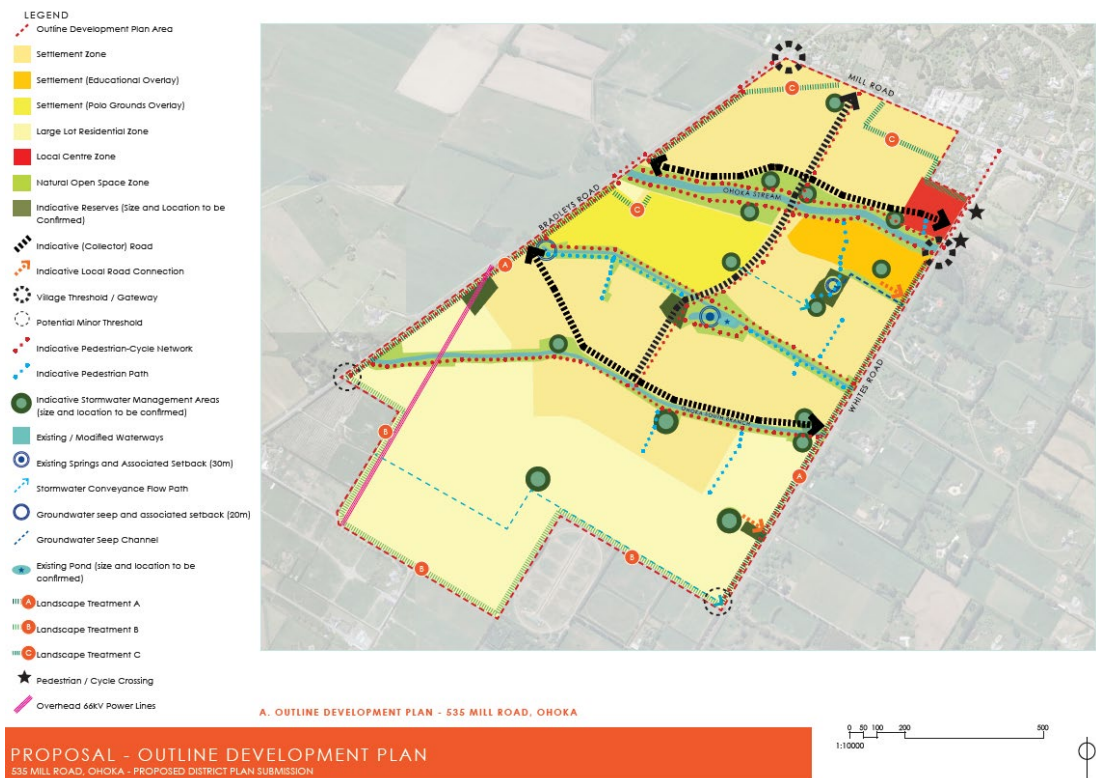 LEGEND
Outline Development Plan Area
Settlement Zone
Settlement (Educational Overlay)
Settlement (Polo Grounds Overlay)
Large Lot Residential Zone
Local Centre Zone
Natural Open Space Zone
Indicative Reserves (Size and Location to be
Confirmed)
Indicative (Collector) Road
Indicative Local Road Connection
Village Threshold / Gateway
Potential Minor Threshold
Indicative Pedestrian-Cycle Network
Indicative Pedestrian Path
Indicative Stormwater Management Areas
(size and location to be confirmed)
Existing / Modified Waterways
Existing Springs and Associated Setback (30m)
Stormwater Conveyance Flow Path
Groundwater seep and associated setback (20m)
Groundwater Seep Channel
Existing Pond (size and location to be
confirmed)
A Landscape Treatment A
B Landscape Treatment B
C Landscape Treatment C
Pedestrian / Cycle Crossing
Overhead 66kV Power Lines
MILL ROAD
C
C
BRADLEYS ROAD
OHOKA STREAM
C
A
WHITES ROAD
OHOKA SOUTH BRANCH
B
A
B
B
A. OUTLINE DEVELOPMENT PLAN - 535 MILL ROAD, OHOKA
PROPOSAL - OUTLINE DEVELOPMENT PLAN
535 MILL ROAD, OHOKA - PROPOSED DISTRICT PLAN SUBMISSION
0 50 100 200 500
1:10000